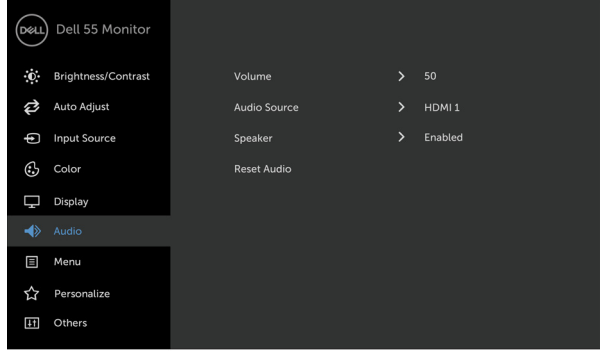 DELL
Dell 55 Monitor
Brightness/Contrast
Auto Adjust
Input Source
Color
Display
Audio
Menu
Personalize
Others
Volume > 50
Audio Source > HDMI 1
Speaker > Enabled
Reset Audio